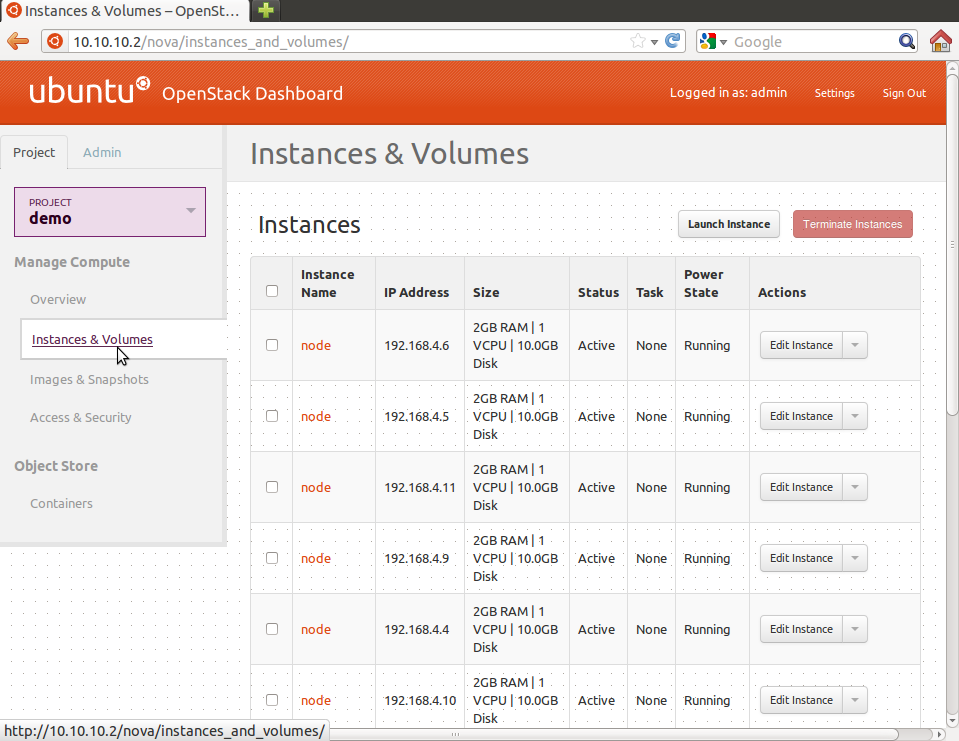 Instances & Volumes – OpenSt...
10.10.10.2/nova/instances_and_volumes/
Google
ubuntu OpenStack Dashboard
Logged in as: admin
Settings
Sign Out
Project
Admin
PROJECT
demo
Manage Compute
Overview
Instances & Volumes
Images & Snapshots
Access & Security
Object Store
Containers
Instances & Volumes
Instances
Launch Instance
Terminate Instances
Instance Name IP Address Size Status Task Power State Actions
node 192.168.4.6 2GB RAM | 1 VCPU | 10.0GB Disk Active None Running Edit Instance
node 192.168.4.5 2GB RAM | 1 VCPU | 10.0GB Disk Active None Running Edit Instance
node 192.168.4.11 2GB RAM | 1 VCPU | 10.0GB Disk Active None Running Edit Instance
node 192.168.4.9 2GB RAM | 1 VCPU | 10.0GB Disk Active None Running Edit Instance
node 192.168.4.4 2GB RAM | 1 VCPU | 10.0GB Disk Active None Running Edit Instance
node 192.168.4.10 2GB RAM | 1 VCPU | 10.0GB Disk Active None Running Edit Instance
http://10.10.10.2/nova/instances_and_volumes/